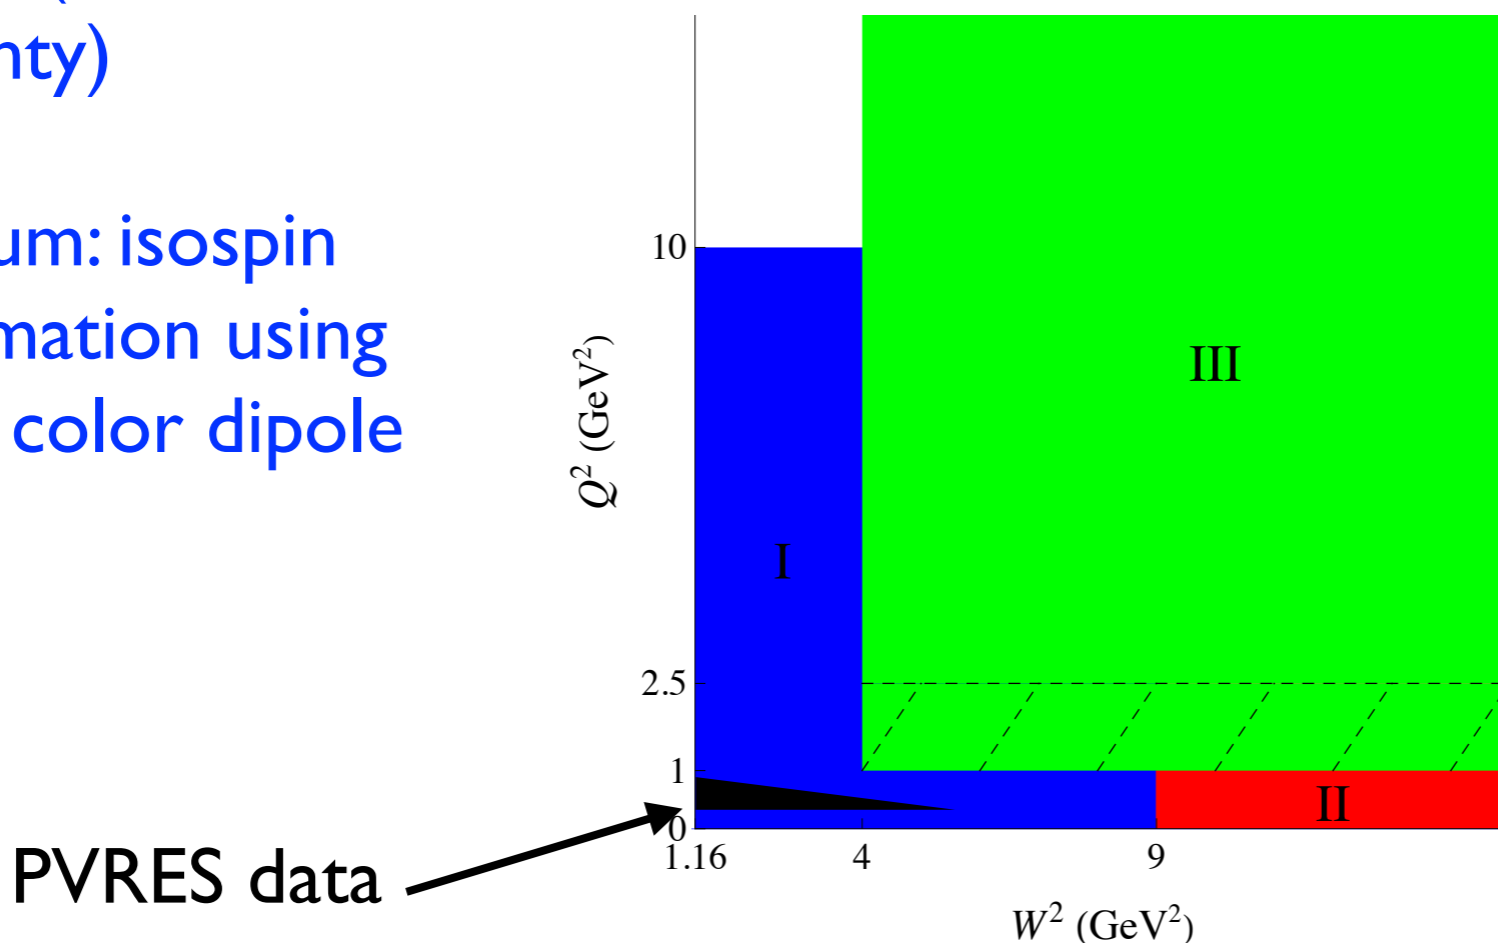 nty)
um: isospin
mation using
color dipole
PVRES data
10
2.5
1
0
1.16
4
9
Q² (GeV²)
W² (GeV²)
I
II
III